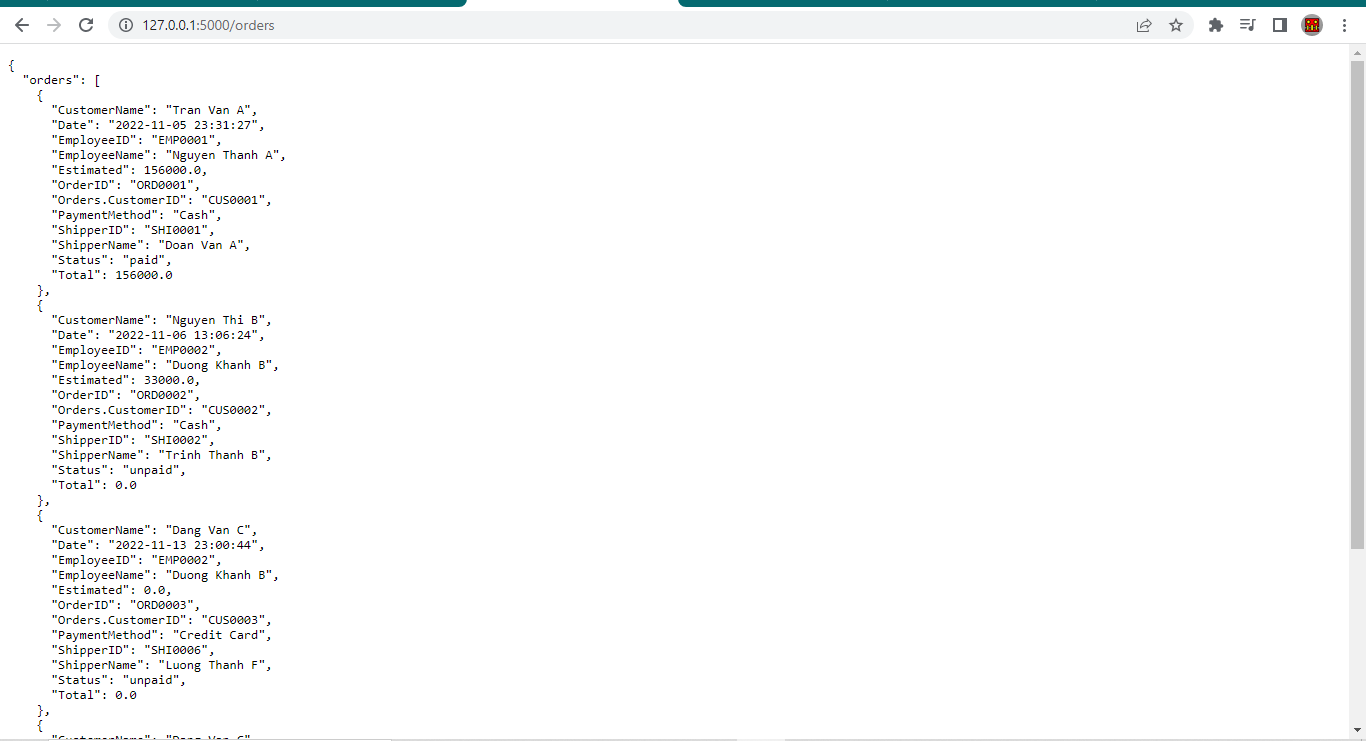 127.0.0.1:5000/orders
{
  "orders": [
    {
      "CustomerName": "Tran Van A",
      "Date": "2022-11-05 23:31:27",
      "EmployeeID": "EMP0001",
      "EmployeeName": "Nguyen Thanh A",
      "Estimated": 156000.0,
      "OrderID": "ORD0001",
      "Orders.CustomerID": "CUS0001",
      "PaymentMethod": "Cash",
      "ShipperID": "SHI0001",
      "ShipperName": "Doan Van A",
      "Status": "paid",
      "Total": 156000.0
    },
    {
      "CustomerName": "Nguyen Thi B",
      "Date": "2022-11-06 13:06:24",
      "EmployeeID": "EMP0002",
      "EmployeeName": "Duong Khanh B",
      "Estimated": 33000.0,
      "OrderID": "ORD0002",
      "Orders.CustomerID": "CUS0002",
      "PaymentMethod": "Cash",
      "ShipperID": "SHI0002",
      "ShipperName": "Trinh Thanh B",
      "Status": "unpaid",
      "Total": 0.0
    },
    {
      "CustomerName": "Dang Van C",
      "Date": "2022-11-13 23:00:44",
      "EmployeeID": "EMP0002",
      "EmployeeName": "Duong Khanh B",
      "Estimated": 0.0,
      "OrderID": "ORD0003",
      "Orders.CustomerID": "CUS0003",
      "PaymentMethod": "Credit Card",
      "ShipperID": "SHI0006",
      "ShipperName": "Luong Thanh F",
      "Status": "unpaid",
      "Total": 0.0
    },
    {
      "CustomerName": "Dang Van C"